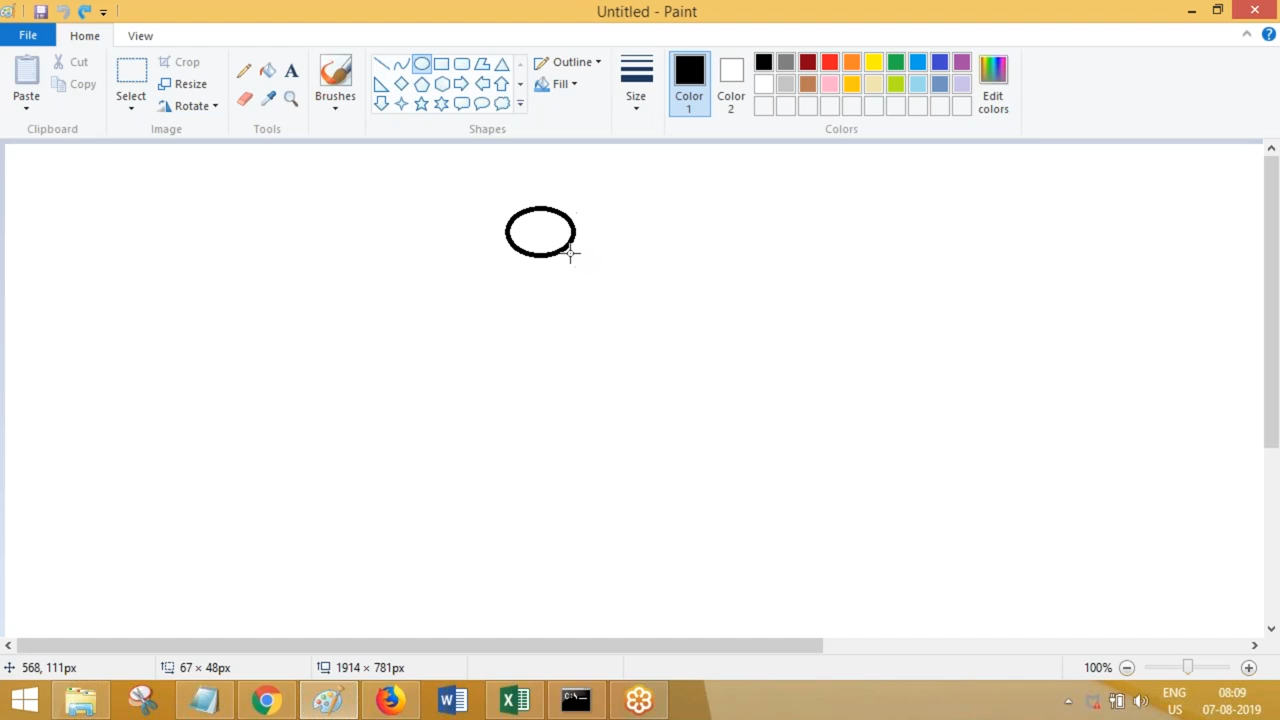 Untitled - Paint
File Home View
Paste
Cut
Copy
Clipboard
Select
Crop
Resize
Rotate
Image
A
Tools
Brushes
Outline
Fill
Shapes
Size
Color 1
Color 2
Edit colors
Colors
568, 111px
67 × 48px
1914 × 781px
100%
C:\
ENG US
08:09
07-08-2019